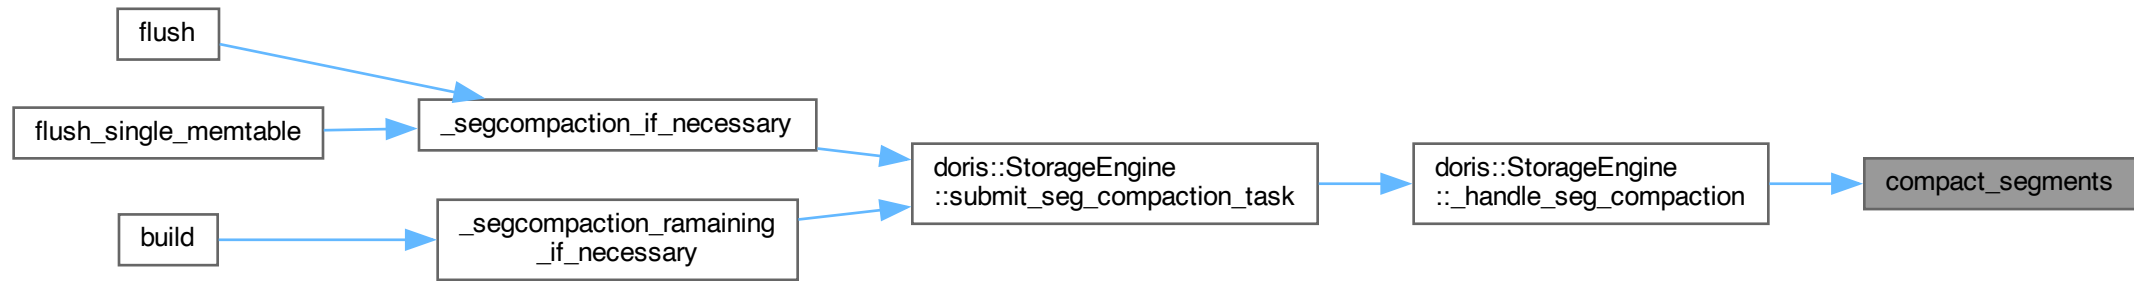 flush
flush_single_memtable
build
_segcompaction_if_necessary
_segcompaction_ramaining
_if_necessary
doris::StorageEngine
::submit_seg_compaction_task
doris::StorageEngine
::_handle_seg_compaction
compact_segments